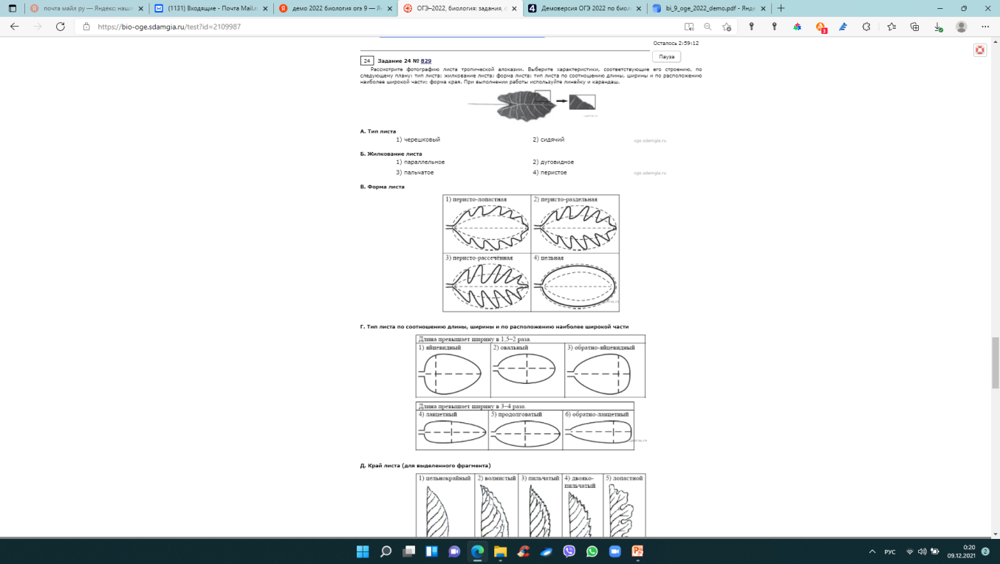 почта майл ру — Яндекс: наш
(1131) Входящие - Почта Mail.ru
демо 2022 биология огэ 9 — Ян
ОГЭ–2022, биология: задания, о
Демоверсия ОГЭ 2022 по биол
bi_9_oge_2022_demo.pdf - Яндек
https://bio-oge.sdamgia.ru/test?id=2109987
Осталось 2:59:12
Пауза
24 Задание 24 № 829
Рассмотрите фотографию листа тропической алоказии. Выберите характеристики, соответствующие его строению, по
следующему плану: тип листа; жилкование листа; форма листа; тип листа по соотношению длины, ширины и по расположению
наиболее широкой части; форма края. При выполнении работы используйте линейку и карандаш.
А. Тип листа
1) черешковый 2) сидячий oge.sdamgia.ru
Б. Жилкование листа
1) параллельное 2) дуговидное
3) пальчатое 4) перистое oge.sdamgia.ru
В. Форма листа
1) перисто-лопастная 2) перисто-раздельная
3) перисто-рассечённая 4) цельная
Г. Тип листа по соотношению длины, ширины и по расположению наиболее широкой части
Длина превышает ширину в 1,5–2 раза.
1) яйцевидный 2) овальный 3) обратно-яйцевидный
Длина превышает ширину в 3–4 раза.
4) ланцетный 5) продолговатый 6) обратно-ланцетный
Д. Край листа (для выделенного фрагмента)
1) цельнокрайный 2) волнистый 3) пильчатый 4) двояко- 5) лопастной
пильчатый
РУС
0:20
09.12.2021
2